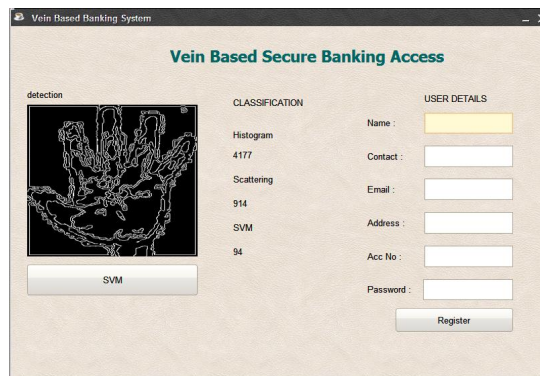 Vein Based Banking System
Vein Based Secure Banking Access
detection
SVM
CLASSIFICATION
Histogram
4177
Scattering
914
SVM
94
USER DETAILS
Name :
Contact :
Email :
Address :
Acc No :
Password :
Register